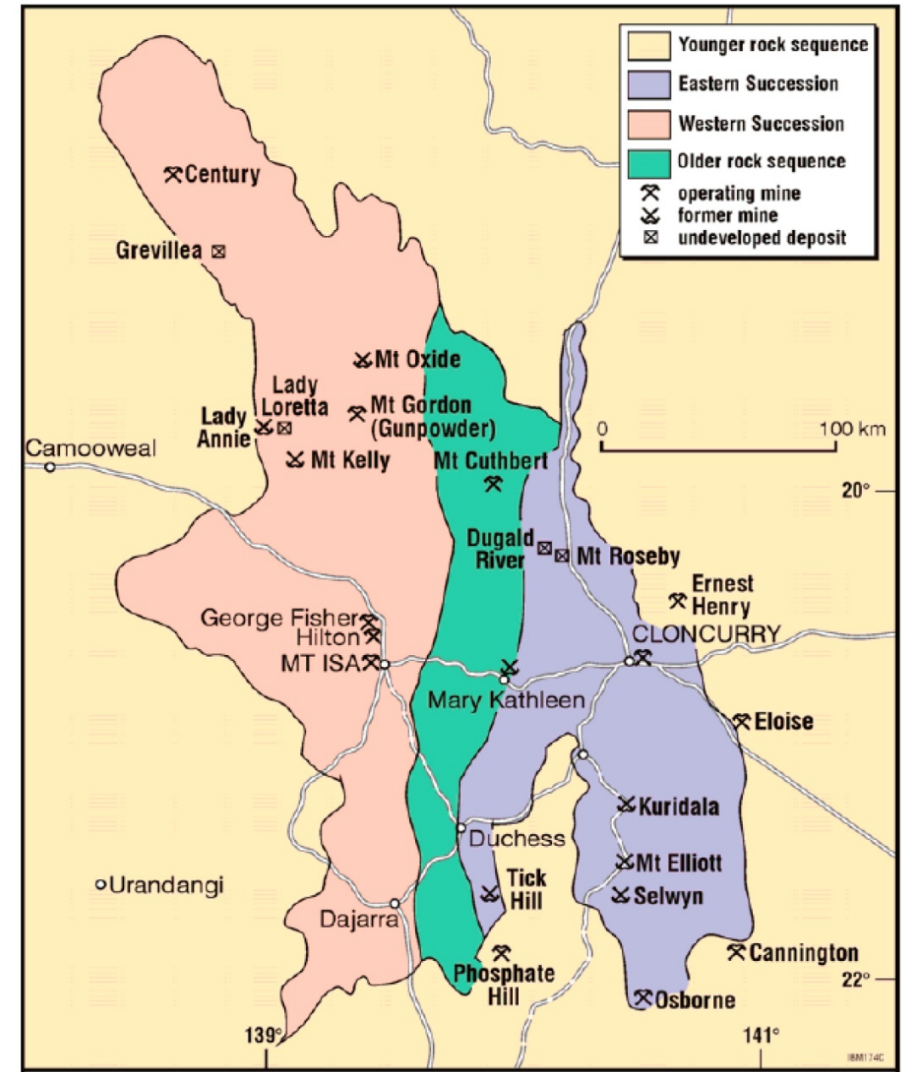 Younger rock sequence
Eastern Succession
Western Succession
Older rock sequence
operating mine
former mine
undeveloped deposit
Century
Grevillea
Mt Oxide
Lady
Loretta
Mt Gordon
(Gunpowder)
Lady
Annie
Mt Kelly
Mt Cuthbert
0
100 km
Camooweal
20°
Dugald
River
Mt Roseby
Ernest
Henry
George Fisher
Hilton
CLONCURRY
MT ISA
Mary Kathleen
Eloise
Kuridala
Duchess
Mt Elliott
Urandangi
Tick
Hill
Selwyn
Dajarra
Cannington
Phosphate
Hill
22°
Osborne
139°
141°
IBM174C